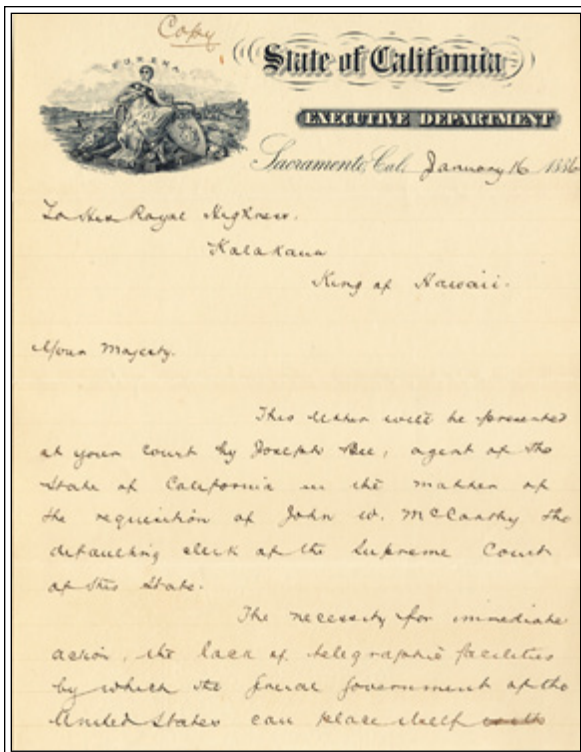 Copy
EUREKA
State of California
EXECUTIVE DEPARTMENT
Sacramento, Cal. January 16 1886
To His Royal Highness.
Kalakaua
King of Hawaii.
Your Majesty.
This letter will be presented
at your court by Joseph Bee, agent of the
State of California in the matter of
the requisition of John W. McCarthy the
defaulting clerk of the Supreme Court
of this State.
The necessity for immediate
action, the lack of telegraphic facilities
by which the general government of the
United States can place itself